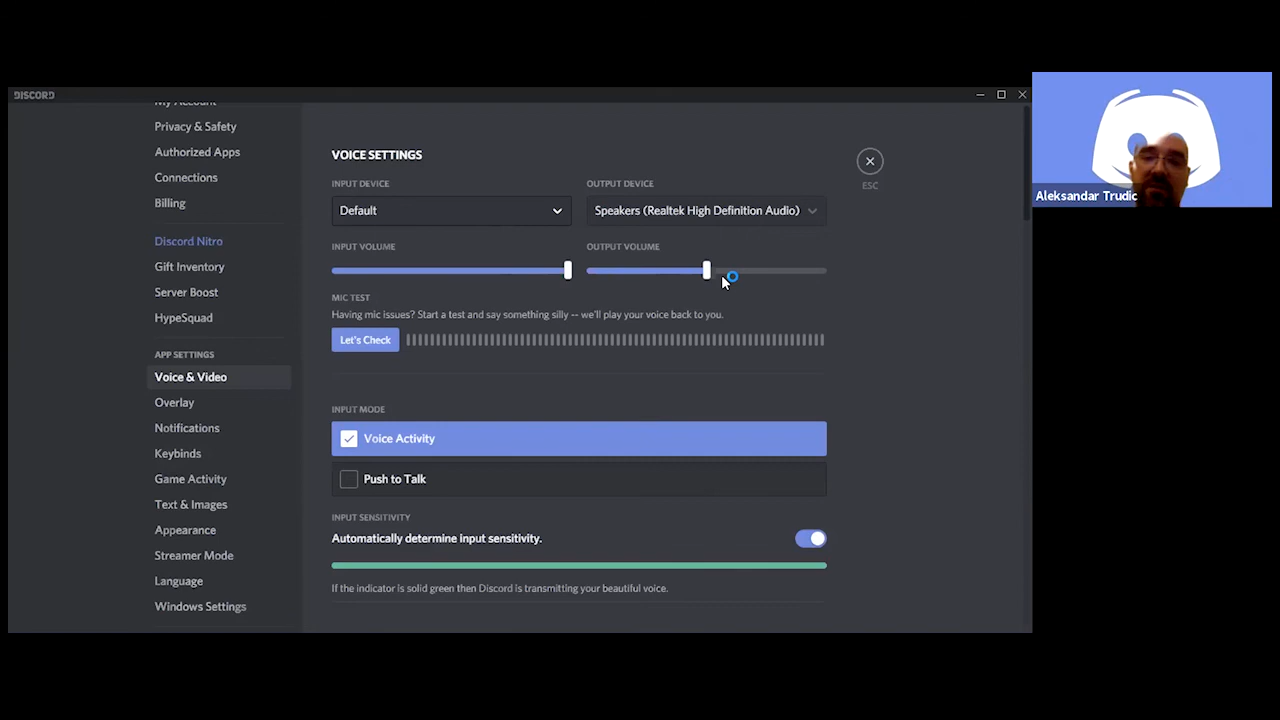 DISCORD
My Account
Privacy & Safety
Authorized Apps
Connections
Billing
Discord Nitro
Gift Inventory
Server Boost
HypeSquad
APP SETTINGS
Voice & Video
Overlay
Notifications
Keybinds
Game Activity
Text & Images
Appearance
Streamer Mode
Language
Windows Settings
VOICE SETTINGS
INPUT DEVICE
Default
OUTPUT DEVICE
Speakers (Realtek High Definition Audio)
INPUT VOLUME
OUTPUT VOLUME
MIC TEST
Having mic issues? Start a test and say something silly -- we'll play your voice back to you.
Let's Check
INPUT MODE
Voice Activity
Push to Talk
INPUT SENSITIVITY
Automatically determine input sensitivity.
If the indicator is solid green then Discord is transmitting your beautiful voice.
ESC
Aleksandar Trudic